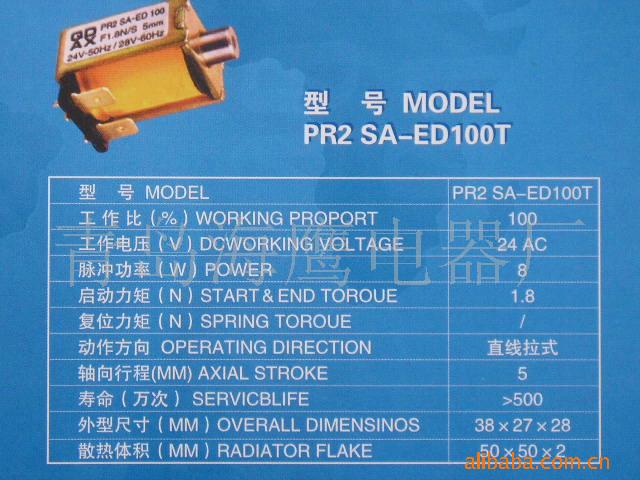 QD PR2 SA-ED 100
AX F1.8N/S 5mm
24V-50Hz/28V-60Hz
型 号 MODEL
PR2 SA-ED100T
型 号 MODEL PR2 SA-ED100T
工作比(%) WORKING PROPORT 100
工作电压(V) DCWORKING VOLTAGE 24 AC
脉冲功率(W) POWER 8
启动力矩(N) START & END TOROUE 1.8
复位力矩(N) SPRING TOROUE /
动作方向 OPERATING DIRECTION 直线拉式
轴向行程(MM) AXIAL STROKE 5
寿命(万次) SERVICBLIFE >500
外型尺寸(MM) OVERALL DIMENSINOS 38×27×28
散热体积(MM) RADIATOR FLAKE 50×50×2
青岛海鹰电器厂
alibaba.com.cn